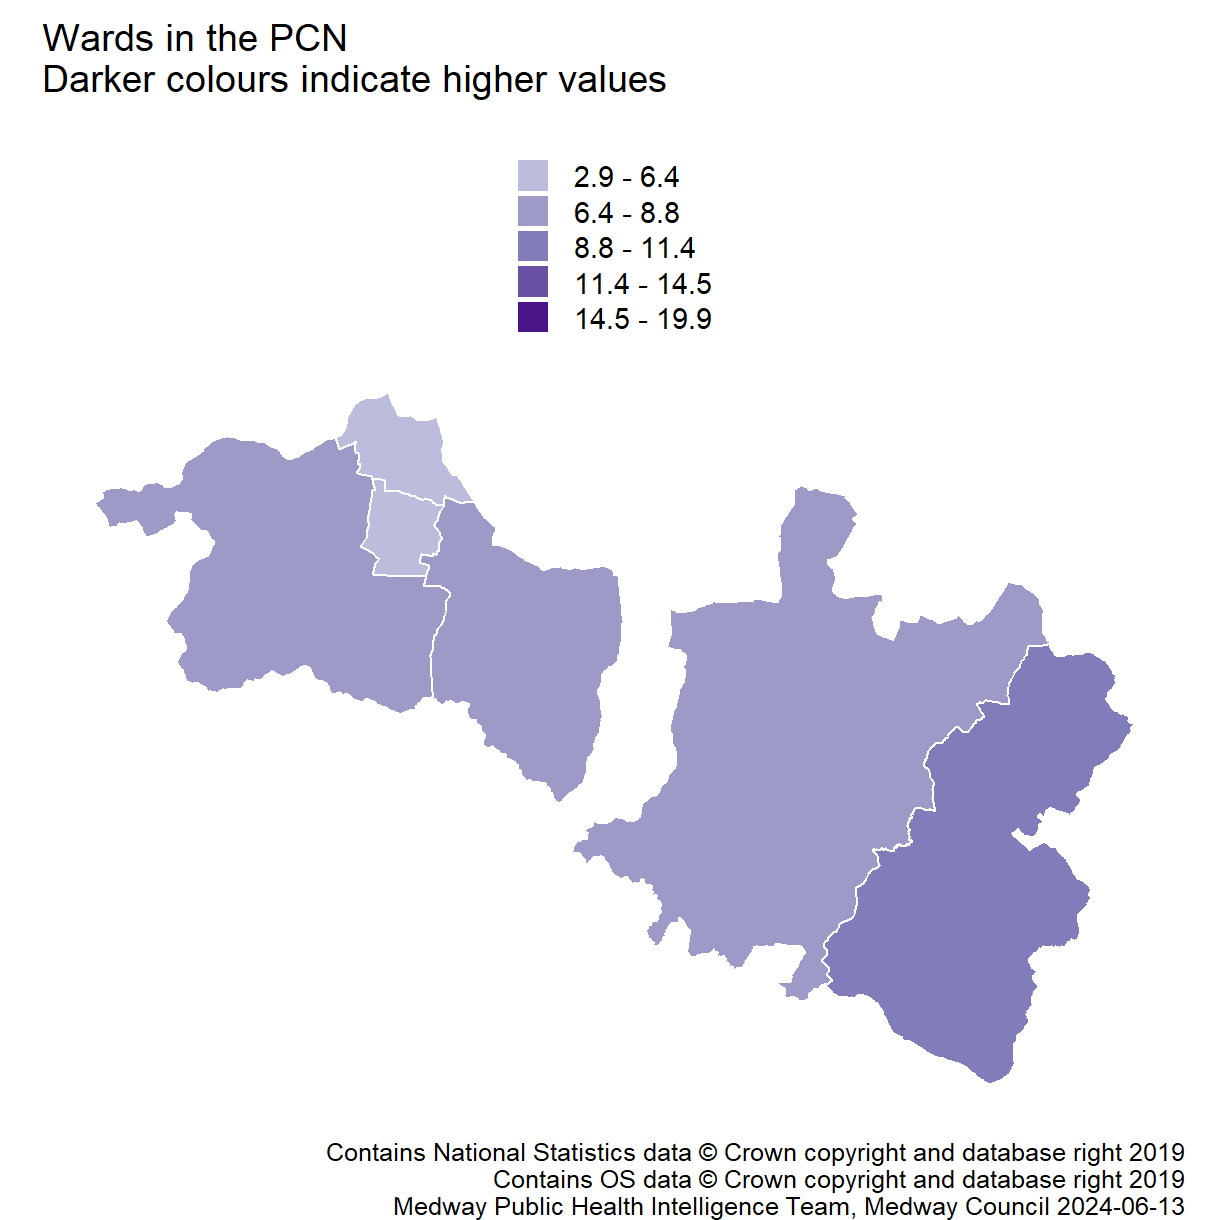 Wards in the PCN
Darker colours indicate higher values
2.9 - 6.4
6.4 - 8.8
8.8 - 11.4
11.4 - 14.5
14.5 - 19.9
Contains National Statistics data © Crown copyright and database right 2019
Contains OS data © Crown copyright and database right 2019
Medway Public Health Intelligence Team, Medway Council 2024-06-13